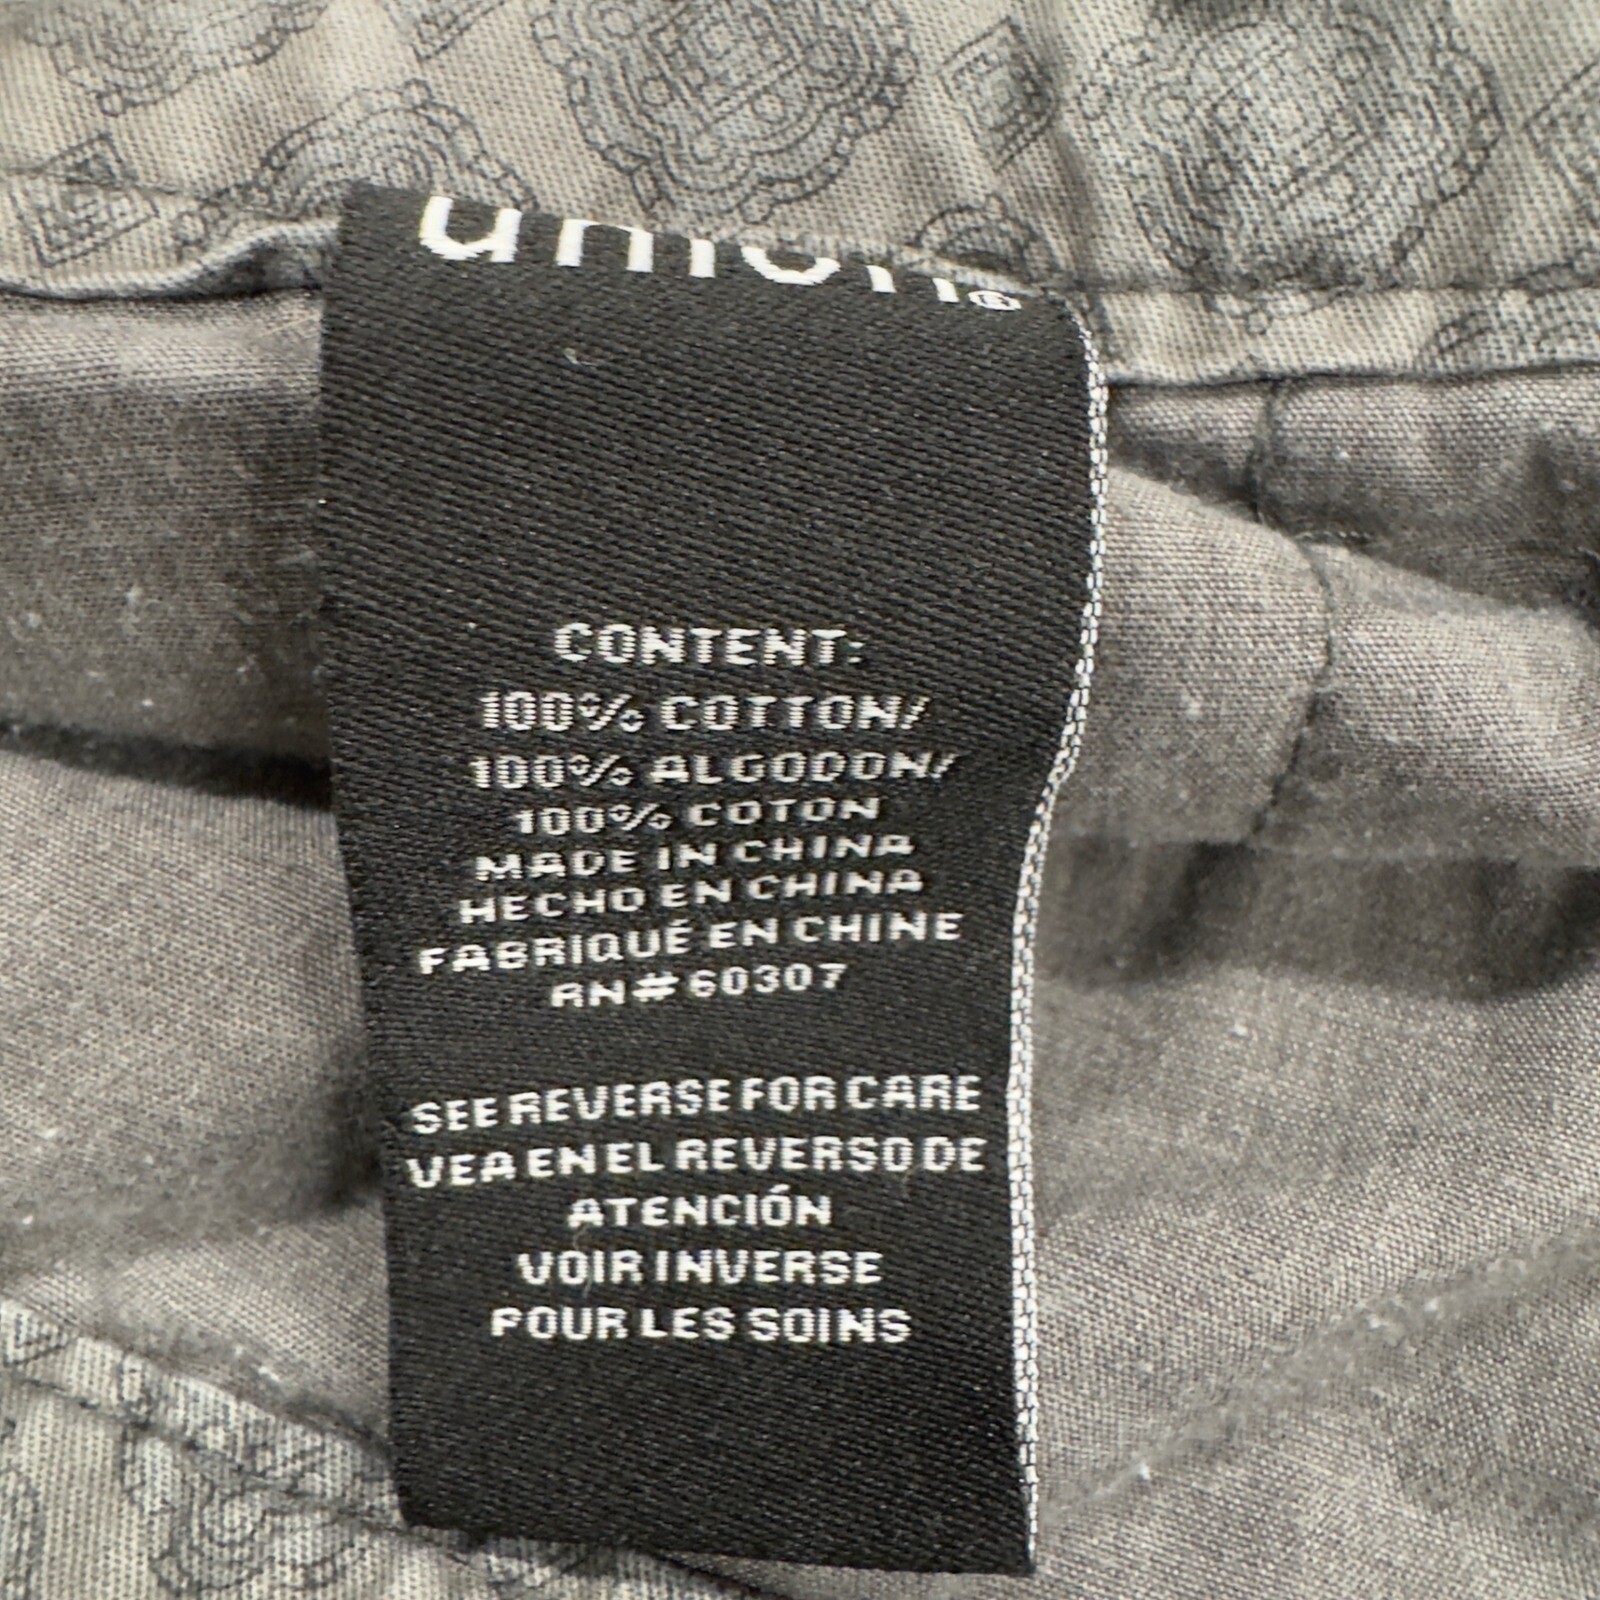 union®
CONTENT:
100% COTTON/
100% ALGODON/
100% COTON
MADE IN CHINA
HECHO EN CHINA
FABRIQUÉ EN CHINE
RN#60307
SEE REVERSE FOR CARE
VEA EN EL REVERSO DE
ATENCIÓN
VOIR INVERSE
POUR LES SOINS